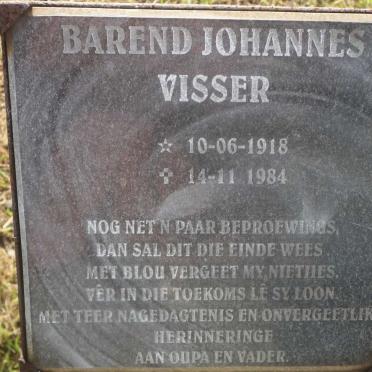 BAREND JOHANNES
VISSER
☆ 10-06-1918
✞ 14-11 1984
NOG NET 'N PAAR BEPROEWINGS,
DAN SAL DIT DIE EINDE WEES
MET BLOU VERGEET MY NIETJIES.
VÊR IN DIE TOEKOMS LÊ SY LOON.
MET TEER NAGEDAGTENIS EN ONVERGEETLIK
HERINNERINGE
AAN OUPA EN VADER.